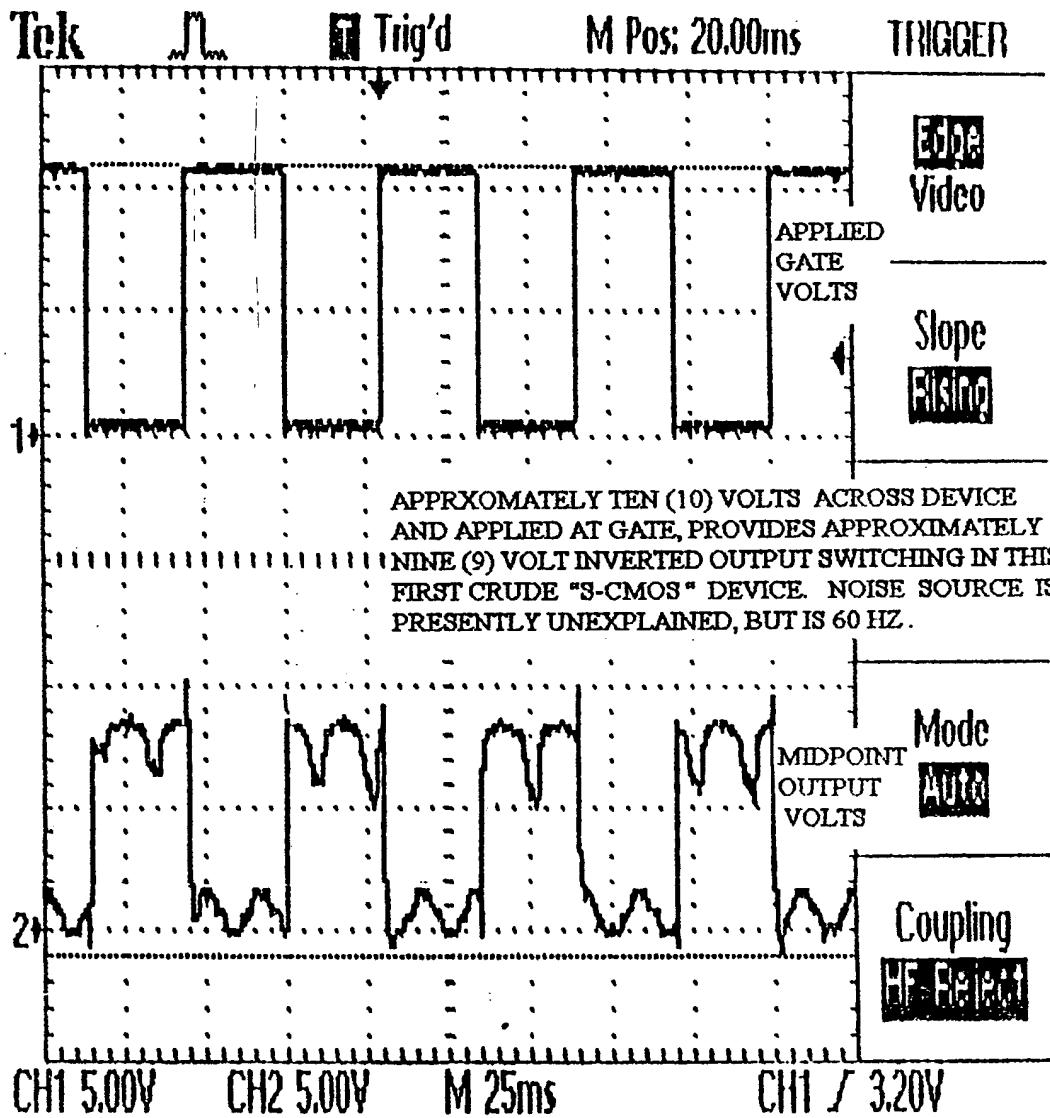 Tek T Trig'd M Pos: 20.00ms TRIGGER
Edge
Video
APPLIED
GATE
VOLTS
Slope
Rising
1
APPRXOMATELY TEN (10) VOLTS ACROSS DEVICE
AND APPLIED AT GATE, PROVIDES APPROXIMATELY
NINE (9) VOLT INVERTED OUTPUT SWITCHING IN THIS
FIRST CRUDE "S-CMOS" DEVICE. NOISE SOURCE IS
PRESENTLY UNEXPLAINED, BUT IS 60 HZ.
Mode
Auto
MIDPOINT
OUTPUT
VOLTS
2
Coupling
HF Reject
CH1 5.00V CH2 5.00V M 25ms CH1 3.20V